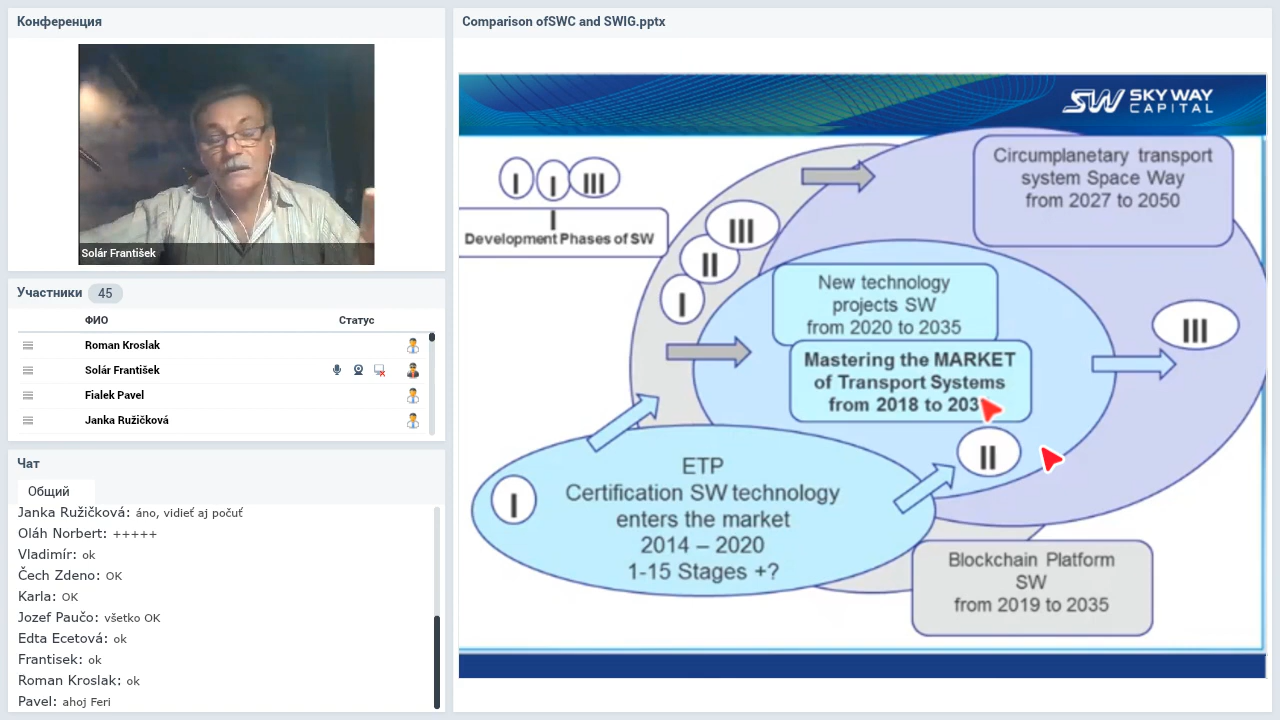 Конференция
Solár František
Участники 45
ФИО Статус
Roman Kroslak
Solár František
Fialek Pavel
Janka Ružičková
Чат
Общий
Janka Ružičková: áno, vidieť aj počuť
Oláh Norbert: +++++
Vladimír: ok
Čech Zdeno: OK
Karla: OK
Jozef Paučo: všetko OK
Edta Ecetová: ok
Frantisek: ok
Roman Kroslak: ok
Pavel: ahoj Feri
Comparison ofSWC and SWIG.pptx
SW SKY WAY
CAPITAL
I I III
I
Development Phases of SW
III
II
I
Circumplanetary transport
system Space Way
from 2027 to 2050
New technology
projects SW
from 2020 to 2035
Mastering the MARKET
of Transport Systems
from 2018 to 203
III
II
I
ETP
Certification SW technology
enters the market
2014 – 2020
1-15 Stages +?
Blockchain Platform
SW
from 2019 to 2035